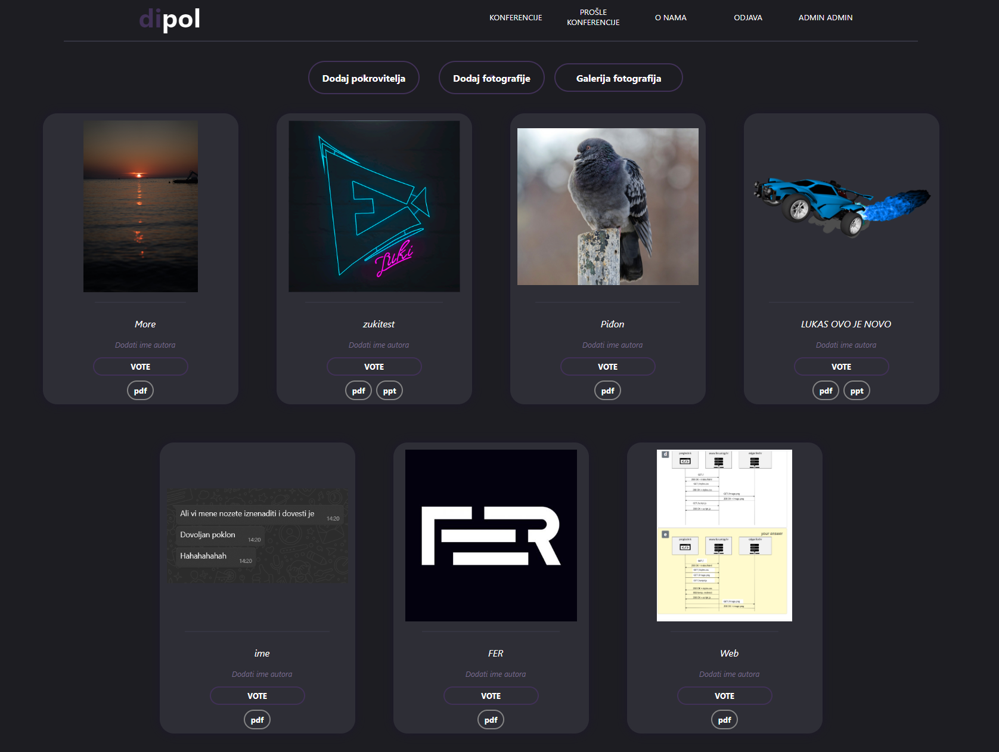 dipol
KONFERENCIJE
PROŠLE
KONFERENCIJE
O NAMA
ODJAVA
ADMIN ADMIN
Dodaj pokrovitelja
Dodaj fotografije
Galerija fotografija
Zuki
More
Dodati ime autora
VOTE
pdf
zukitest
Dodati ime autora
VOTE
pdf ppt
Piđon
Dodati ime autora
VOTE
pdf
LUKAS OVO JE NOVO
Dodati ime autora
VOTE
pdf ppt
Ali vi mene nozete iznenaditi i dovesti je
14:20
Dovoljan poklon
14:20
Hahahahahah
14:20
ime
Dodati ime autora
VOTE
pdf
FER
FER
Dodati ime autora
VOTE
pdf
d
e
your answer
Web
Dodati ime autora
VOTE
pdf